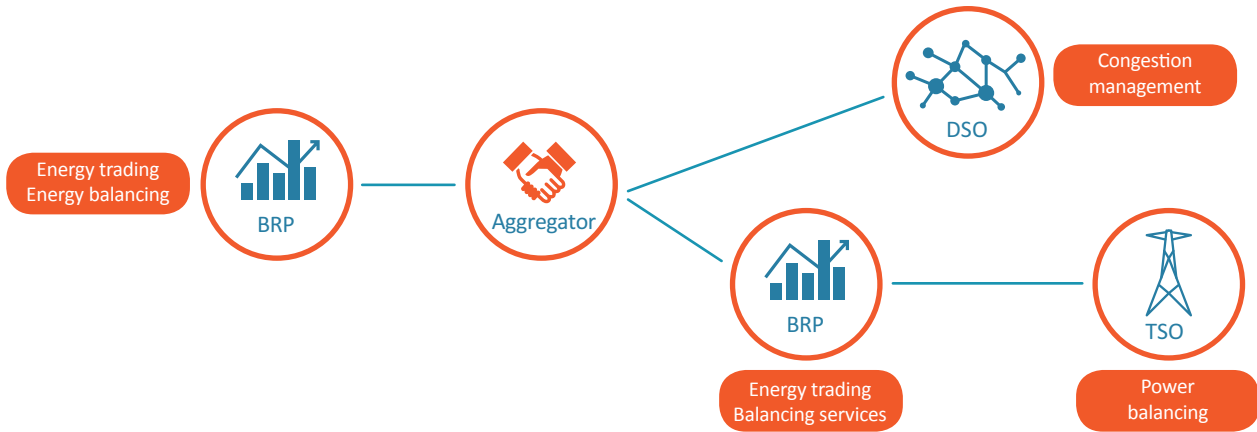 Energy trading
Energy balancing
BRP
Aggregator
DSO
Congestion
management
BRP
Energy trading
Balancing services
TSO
Power
balancing